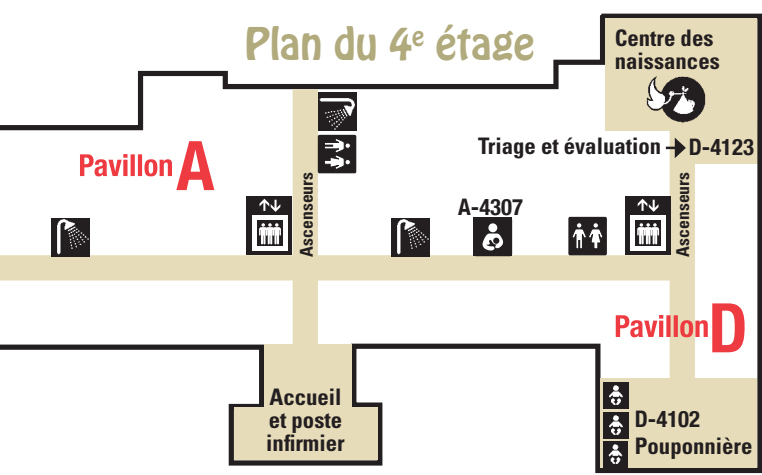 Plan du 4e étage
Centre des
naissances
Triage et évaluation → D-4123
Pavillon A
Ascenseurs
A-4307
Ascenseurs
Pavillon D
Accueil
et poste
infirmier
D-4102
Pouponnière